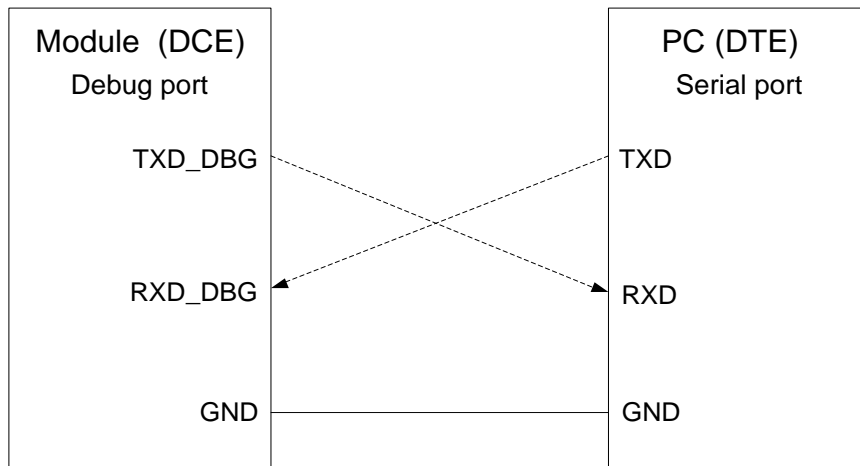 Module (DCE)
Debug port
TXD_DBG
RXD_DBG
GND
PC (DTE)
Serial port
TXD
RXD
GND